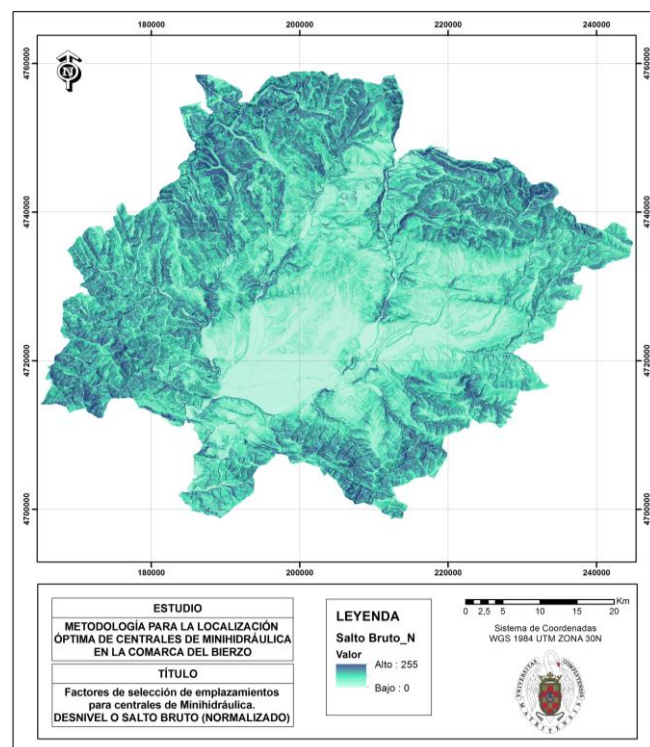 180000
200000
220000
240000
4760000
4760000
N
4740000
4740000
4720000
4720000
4700000
4700000
180000
200000
220000
240000
ESTUDIO
METODOLOGÍA PARA LA LOCALIZACIÓN
ÓPTIMA DE CENTRALES DE MINIHIDRÁULICA
EN LA COMARCA DEL BIERZO
TÍTULO
Factores de selección de emplazamientos
para centrales de Minihidráulica.
DESNIVEL O SALTO BRUTO (NORMALIZADO)
LEYENDA
Salto Bruto_N
Valor
Alto : 255
Bajo : 0
Km
0 2,5 5 10 15 20
Sistema de Coordenadas
WGS 1984 UTM ZONA 30N
UNIVERSITAS COMPLUTENSIS
MATRITENSIS